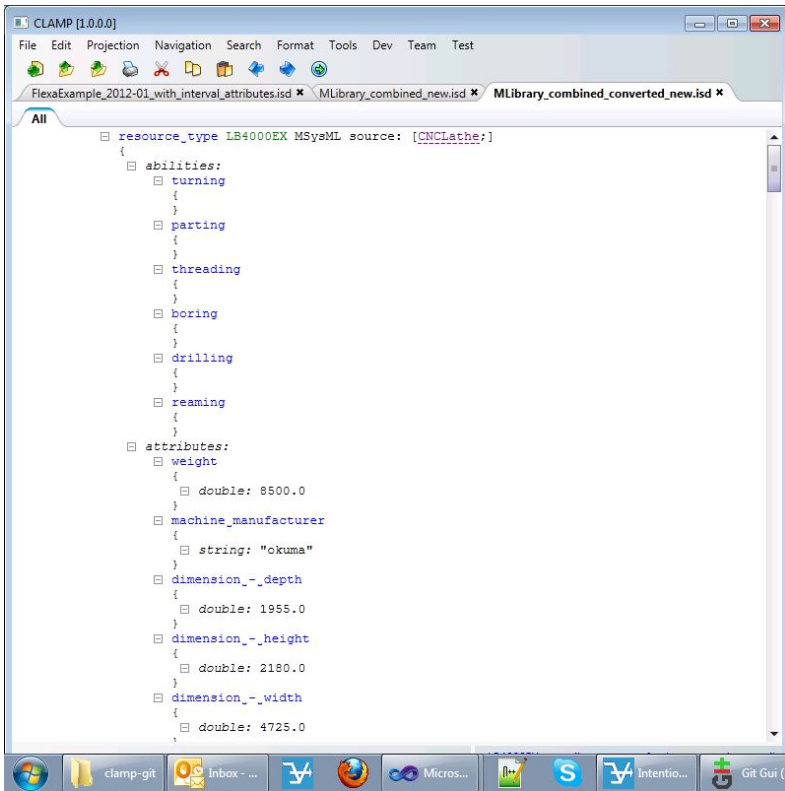 CLAMP [1.0.0.0]
File Edit Projection Navigation Search Format Tools Dev Team Test
FlexaExample_2012-01_with_interval_attributes.isd MLibrary_combined_new.isd MLibrary_combined_converted_new.isd
All
resource_type LB4000EX MSysML source: [CNCLathe;]
{
abilities:
turning
{
}
parting
{
}
threading
{
}
boring
{
}
drilling
{
}
reaming
{
}
attributes:
weight
{
double: 8500.0
}
machine_manufacturer
{
string: "okuma"
}
dimension_-_depth
{
double: 1955.0
}
dimension_-_height
{
double: 2180.0
}
dimension_-_width
{
double: 4725.0
clamp-git Inbox - ... Micros... Intentio... Git Gui (